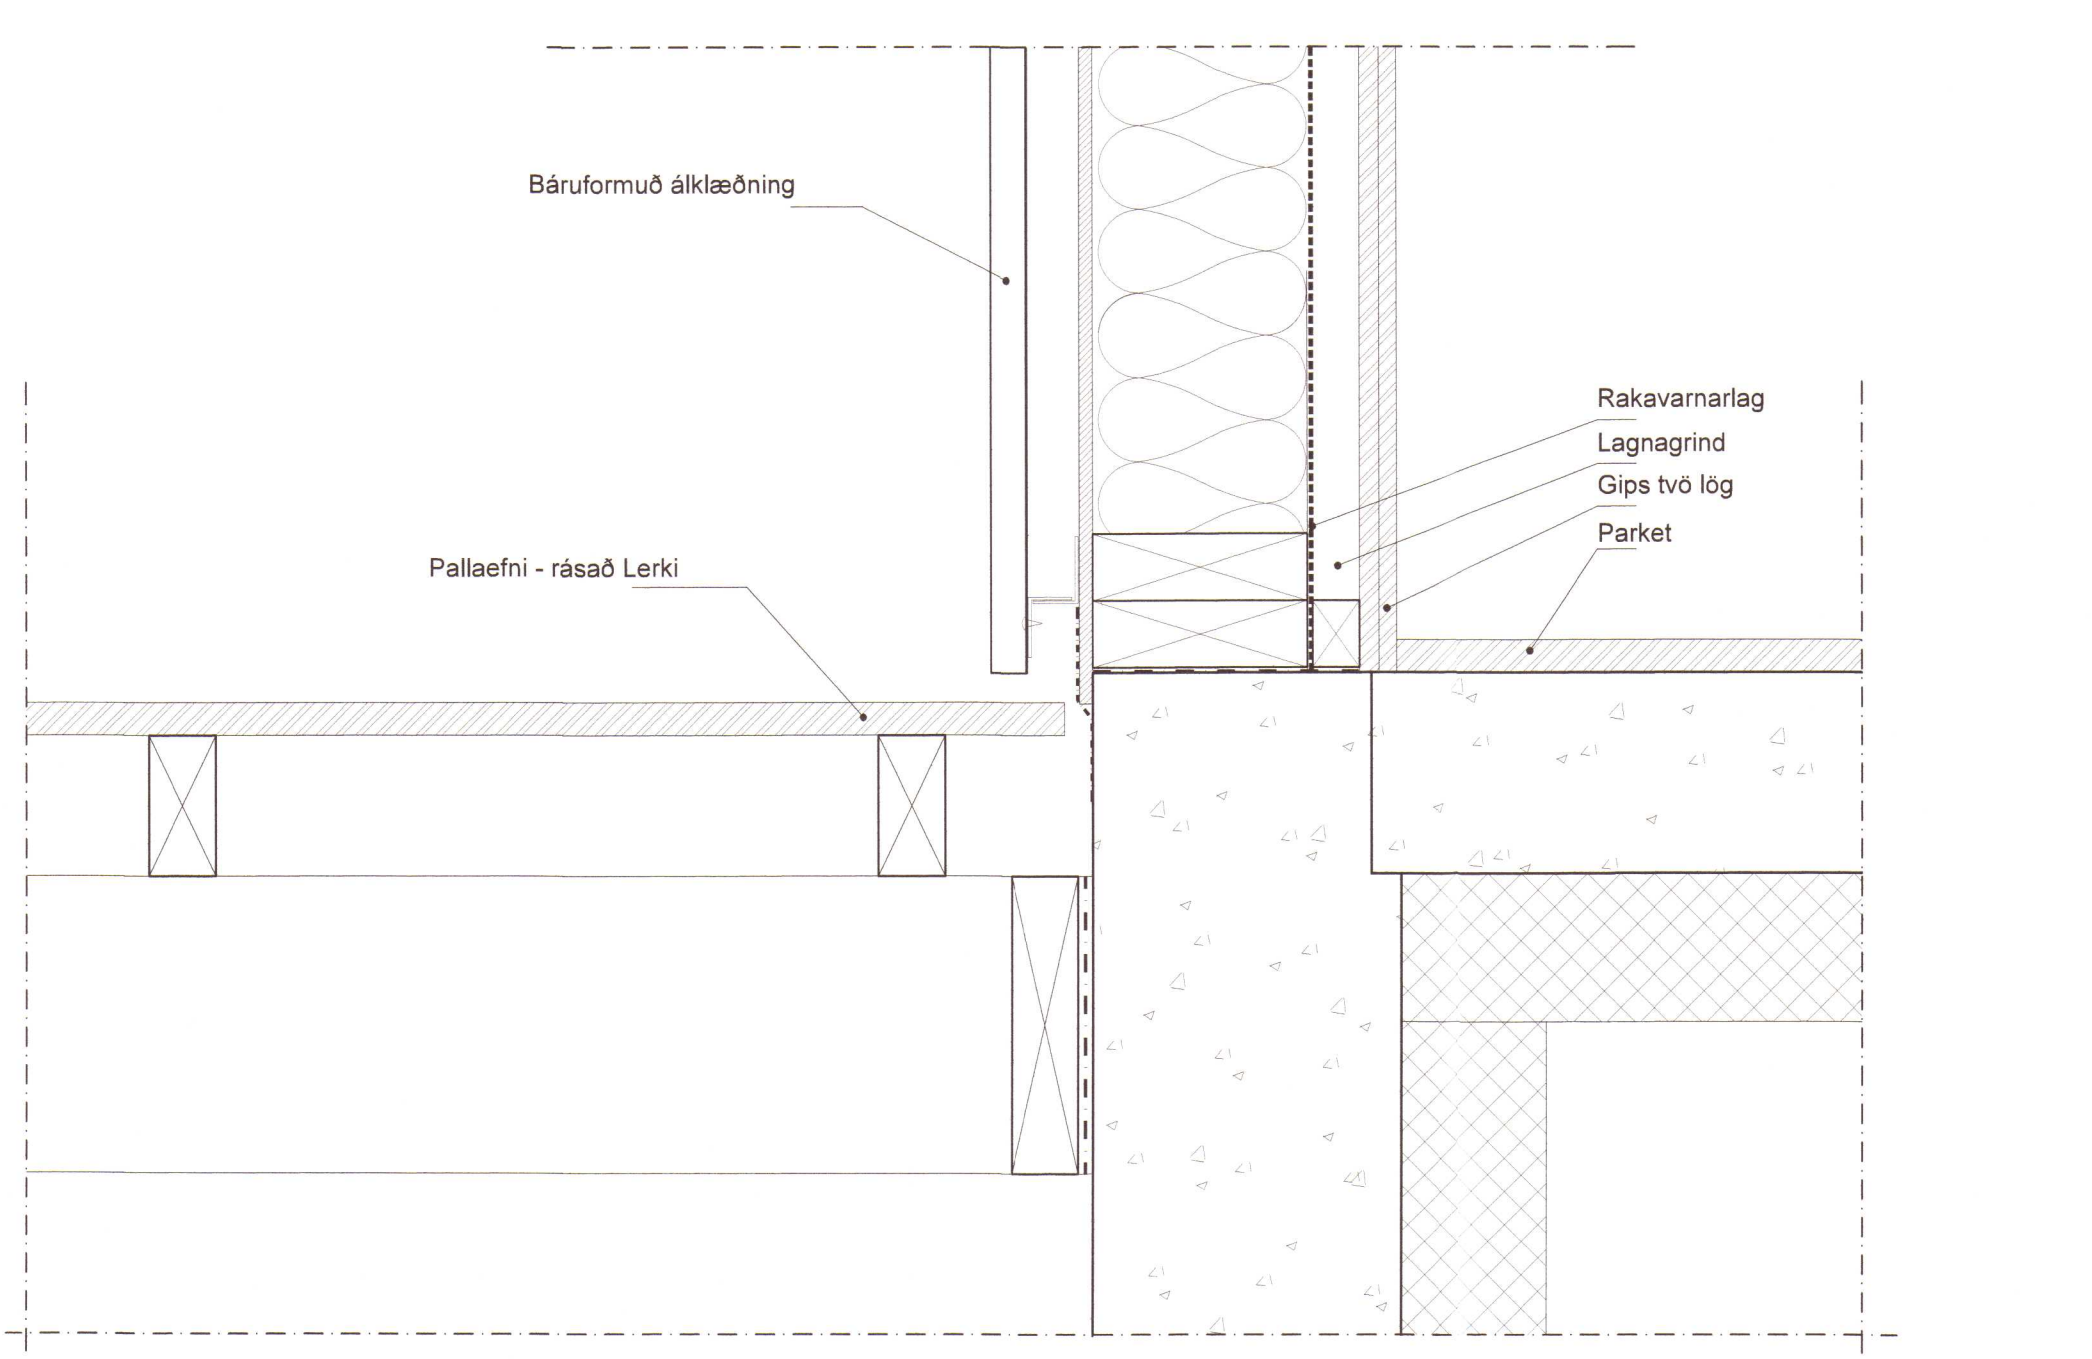 Báruformuð álklæðning
Rakavarnarlag
Lagnagrind
Gips tvö lög
Parket
Pallaefni - rásað Lerki